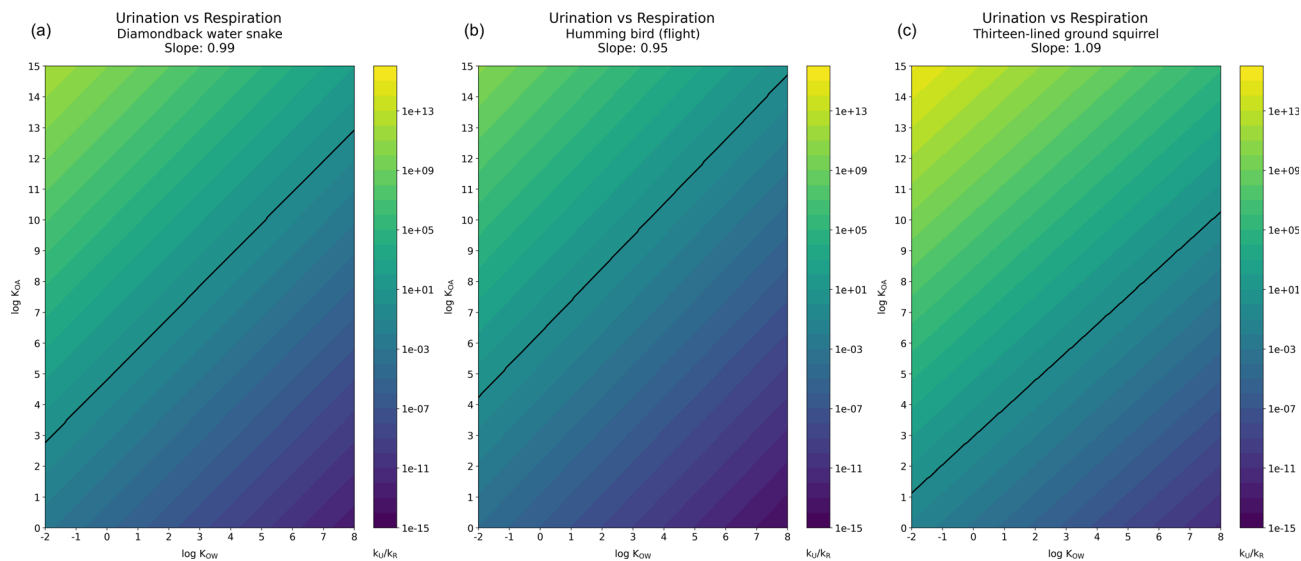 (a)
Urination vs Respiration
Diamondback water snake
Slope: 0.99
15
14
13
12
11
10
9
8
7
6
5
4
3
2
1
0
log K_OA
-2 -1 0 1 2 3 4 5 6 7 8
log K_OW
1e+13
1e+09
1e+05
1e+01
1e-03
1e-07
1e-11
1e-15
k_U/k_R
(b)
Urination vs Respiration
Humming bird (flight)
Slope: 0.95
15
14
13
12
11
10
9
8
7
6
5
4
3
2
1
0
log K_OA
-2 -1 0 1 2 3 4 5 6 7 8
log K_OW
1e+13
1e+09
1e+05
1e+01
1e-03
1e-07
1e-11
1e-15
k_U/k_R
(c)
Urination vs Respiration
Thirteen-lined ground squirrel
Slope: 1.09
15
14
13
12
11
10
9
8
7
6
5
4
3
2
1
0
log K_OA
-2 -1 0 1 2 3 4 5 6 7 8
log K_OW
1e+13
1e+09
1e+05
1e+01
1e-03
1e-07
1e-11
1e-15
k_U/k_R